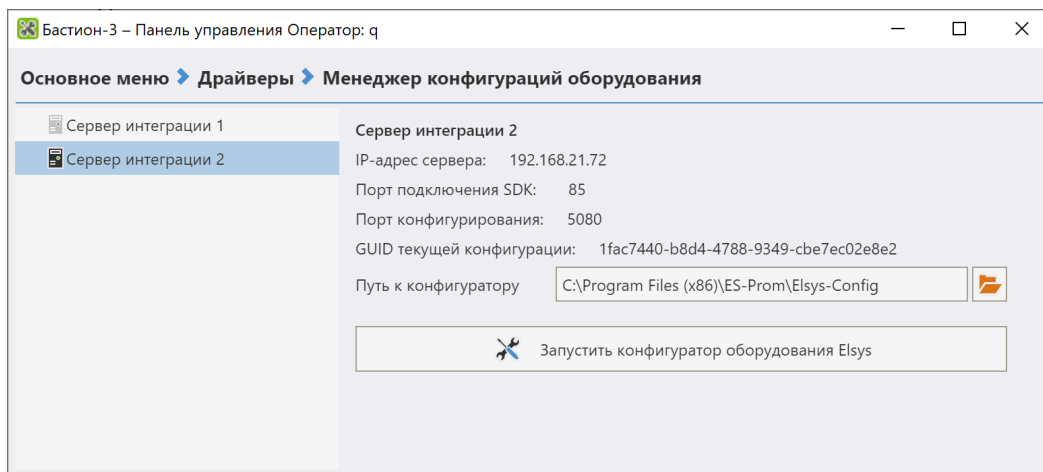 Бастион-3 – Панель управления Оператор: q
Основное меню Драйверы Менеджер конфигураций оборудования
Сервер интеграции 1
Сервер интеграции 2
Сервер интеграции 2
IP-адрес сервера: 192.168.21.72
Порт подключения SDK: 85
Порт конфигурирования: 5080
GUID текущей конфигурации: 1fac7440-b8d4-4788-9349-cbe7ec02e8e2
Путь к конфигуратору C:\Program Files (x86)\ES-Prom\Elsys-Config
Запустить конфигуратор оборудования Elsys